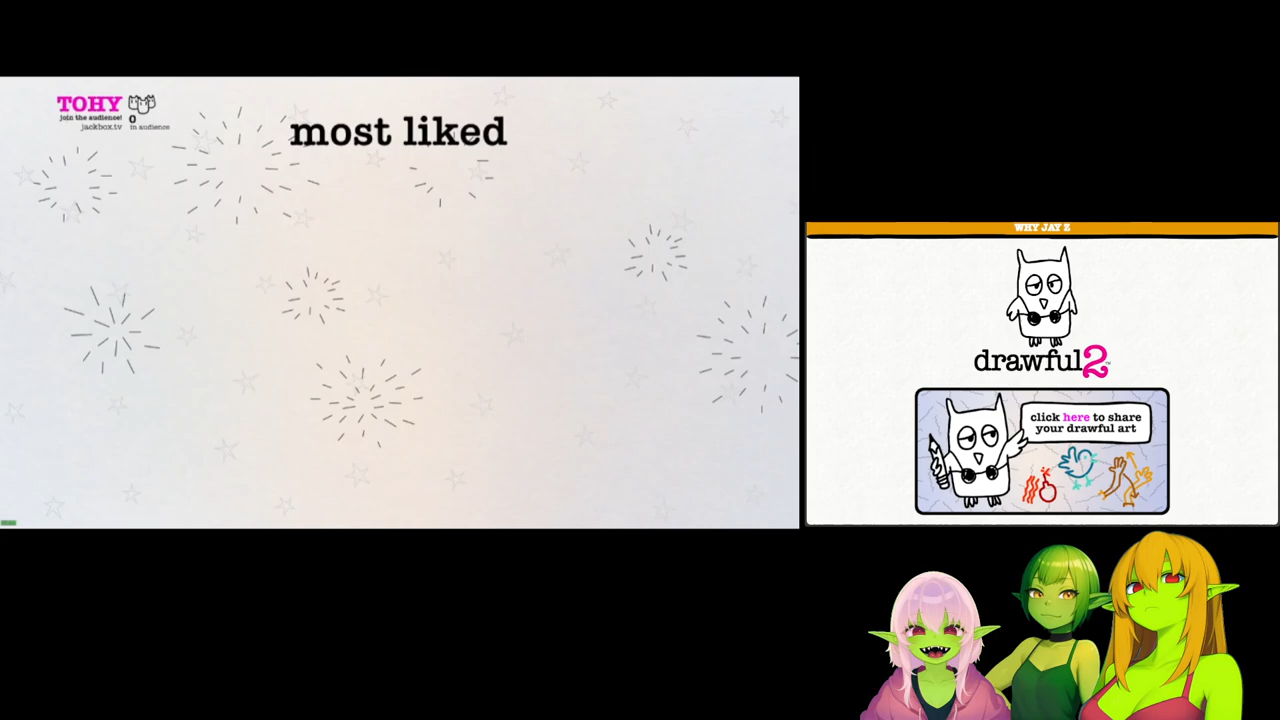 TOHY
join the audience!
jackbox.tv
0
in audience
most liked
WHY JAY Z
drawful2
click here to share
your drawful art